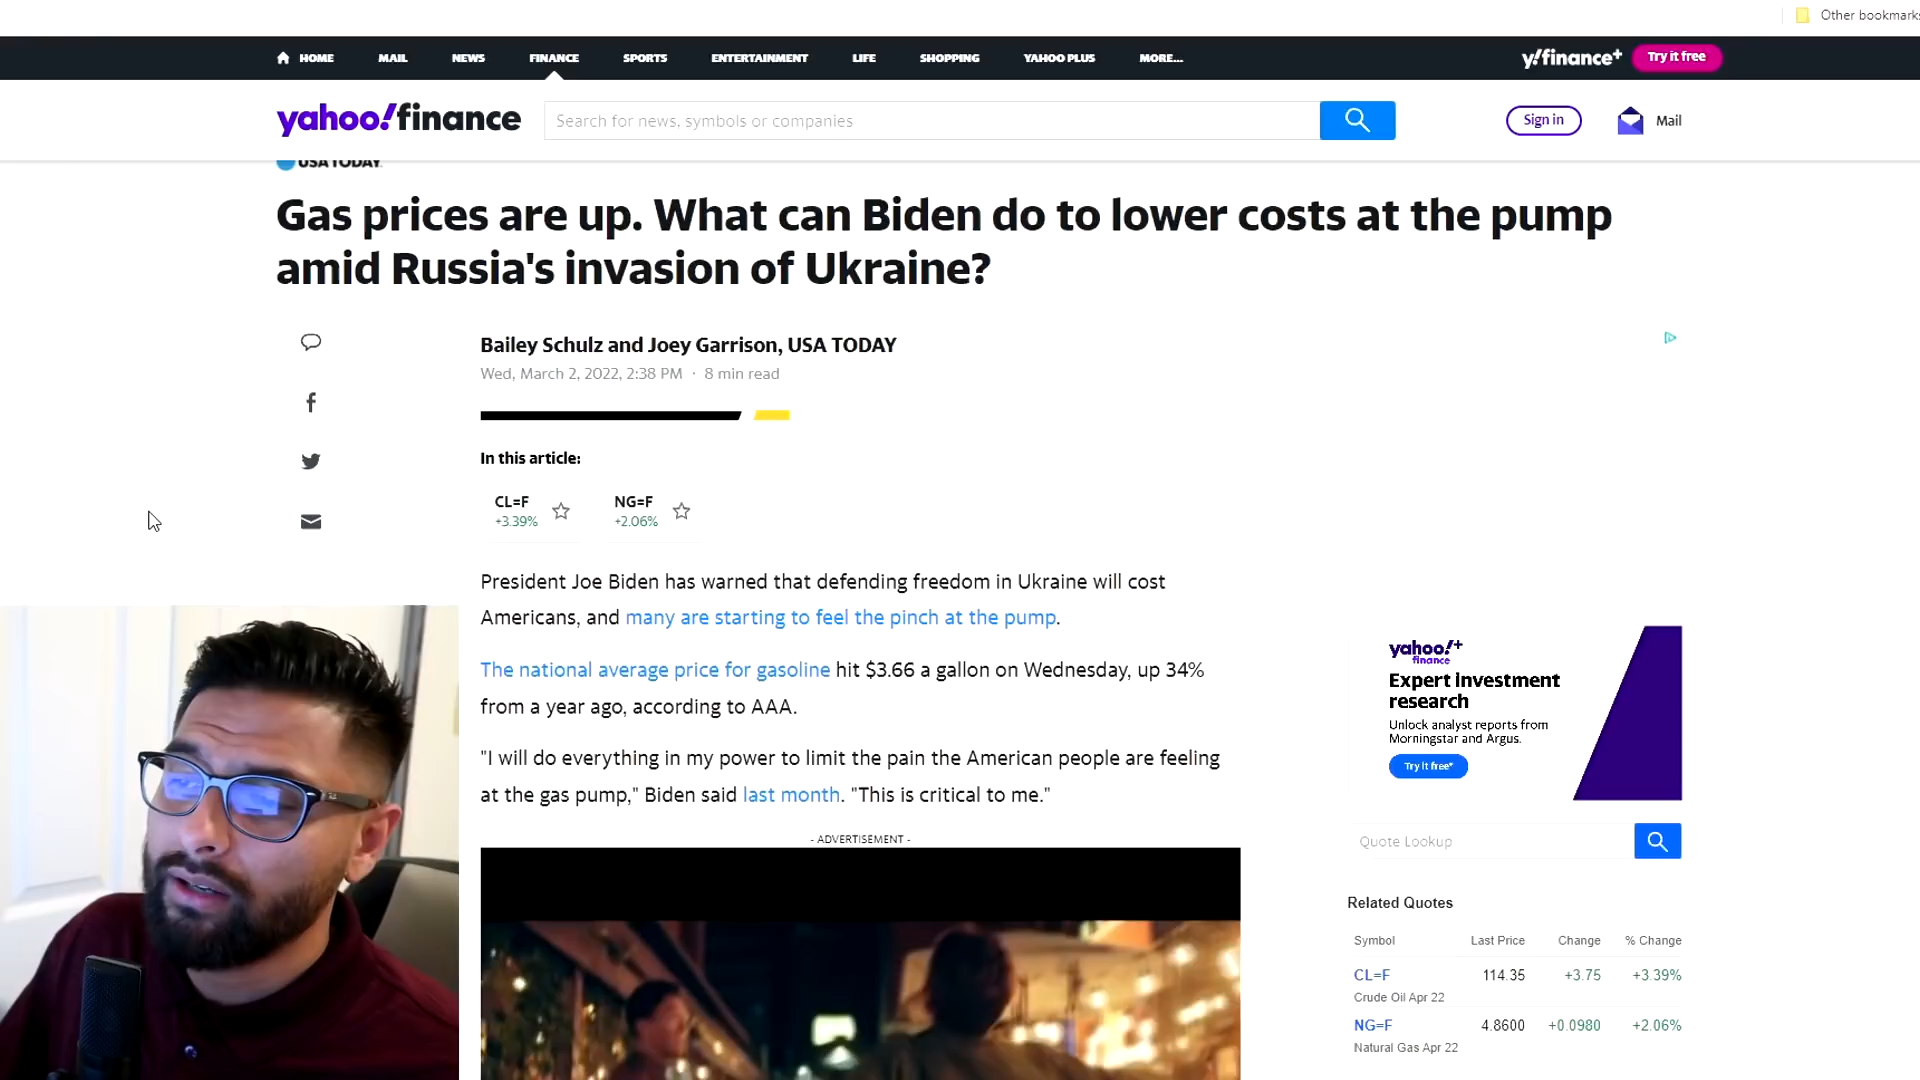 Other bookmarks
HOME MAIL NEWS FINANCE SPORTS ENTERTAINMENT LIFE SHOPPING YAHOO PLUS MORE...
y!finance+ Try it free
yahoo!finance
Search for news, symbols or companies
Sign in
Mail
USA TODAY
Gas prices are up. What can Biden do to lower costs at the pump
amid Russia's invasion of Ukraine?
Bailey Schulz and Joey Garrison, USA TODAY
Wed, March 2, 2022, 2:38 PM · 8 min read
In this article:
CL=F NG=F
+3.39% +2.06%
President Joe Biden has warned that defending freedom in Ukraine will cost
Americans, and many are starting to feel the pinch at the pump.
The national average price for gasoline hit $3.66 a gallon on Wednesday, up 34%
from a year ago, according to AAA.
"I will do everything in my power to limit the pain the American people are feeling
at the gas pump," Biden said last month. "This is critical to me."
- ADVERTISEMENT -
yahoo!+
finance
Expert investment
research
Unlock analyst reports from
Morningstar and Argus.
Try it free*
Quote Lookup
Related Quotes
Symbol Last Price Change % Change
CL=F 114.35 +3.75 +3.39%
Crude Oil Apr 22
NG=F 4.8600 +0.0980 +2.06%
Natural Gas Apr 22